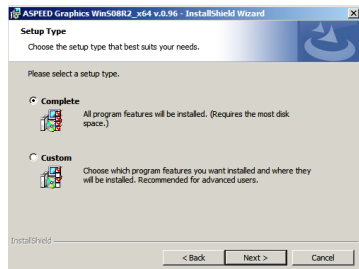 ASPEED Graphics WinS08R2_x64 v.0.96 - InstallShield Wizard
Setup Type
Choose the setup type that best suits your needs.
Please select a setup type.
Complete
All program features will be installed. (Requires the most disk
space.)
Custom
Choose which program features you want installed and where they
will be installed. Recommended for advanced users.
InstallShield
< Back
Next >
Cancel